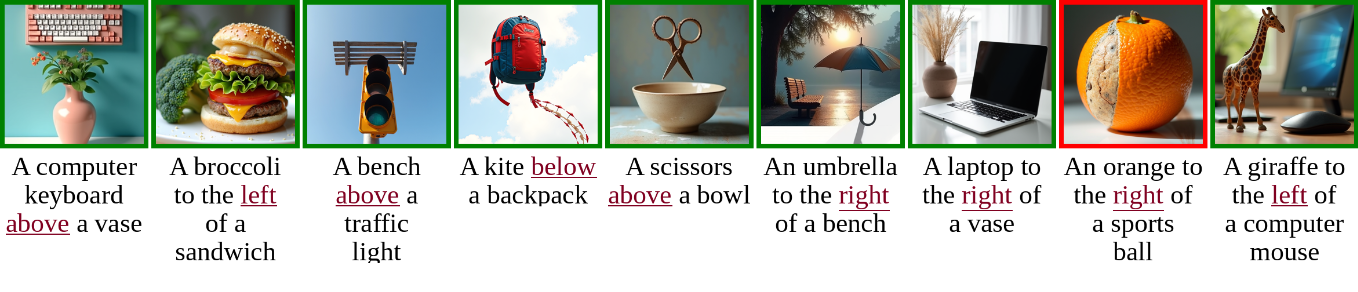 A computer
keyboard
above a vase
A broccoli
to the left
of a
sandwich
A bench
above a
traffic
light
A kite below
a backpack
A scissors
above a bowl
An umbrella
to the right
of a bench
A laptop to
the right of
a vase
An orange to
the right of
a sports
ball
A giraffe to
the left of
a computer
mouse